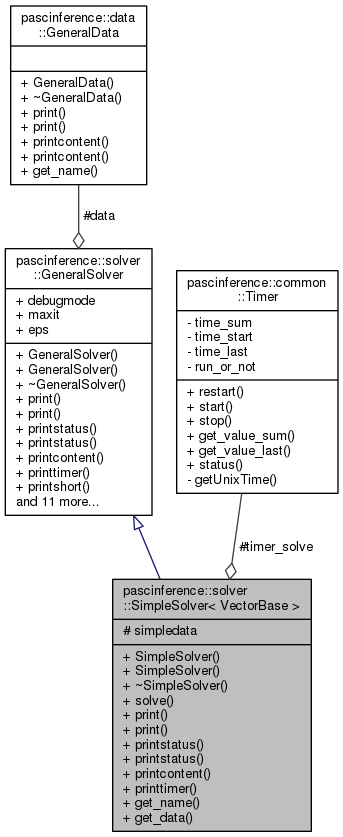 pascinference::data
::GeneralData
+ GeneralData()
+ ~GeneralData()
+ print()
+ print()
+ printcontent()
+ printcontent()
+ get_name()
#data
pascinference::solver
::GeneralSolver
+ debugmode
+ maxit
+ eps
+ GeneralSolver()
+ GeneralSolver()
+ ~GeneralSolver()
+ print()
+ print()
+ printstatus()
+ printstatus()
+ printcontent()
+ printtimer()
+ printshort()
and 11 more...
pascinference::common
::Timer
- time_sum
- time_start
- time_last
- run_or_not
+ restart()
+ start()
+ stop()
+ get_value_sum()
+ get_value_last()
+ status()
- getUnixTime()
#timer_solve
pascinference::solver
::SimpleSolver< VectorBase >
# simpledata
+ SimpleSolver()
+ SimpleSolver()
+ ~SimpleSolver()
+ solve()
+ print()
+ print()
+ printstatus()
+ printstatus()
+ printcontent()
+ printtimer()
+ get_name()
+ get_data()